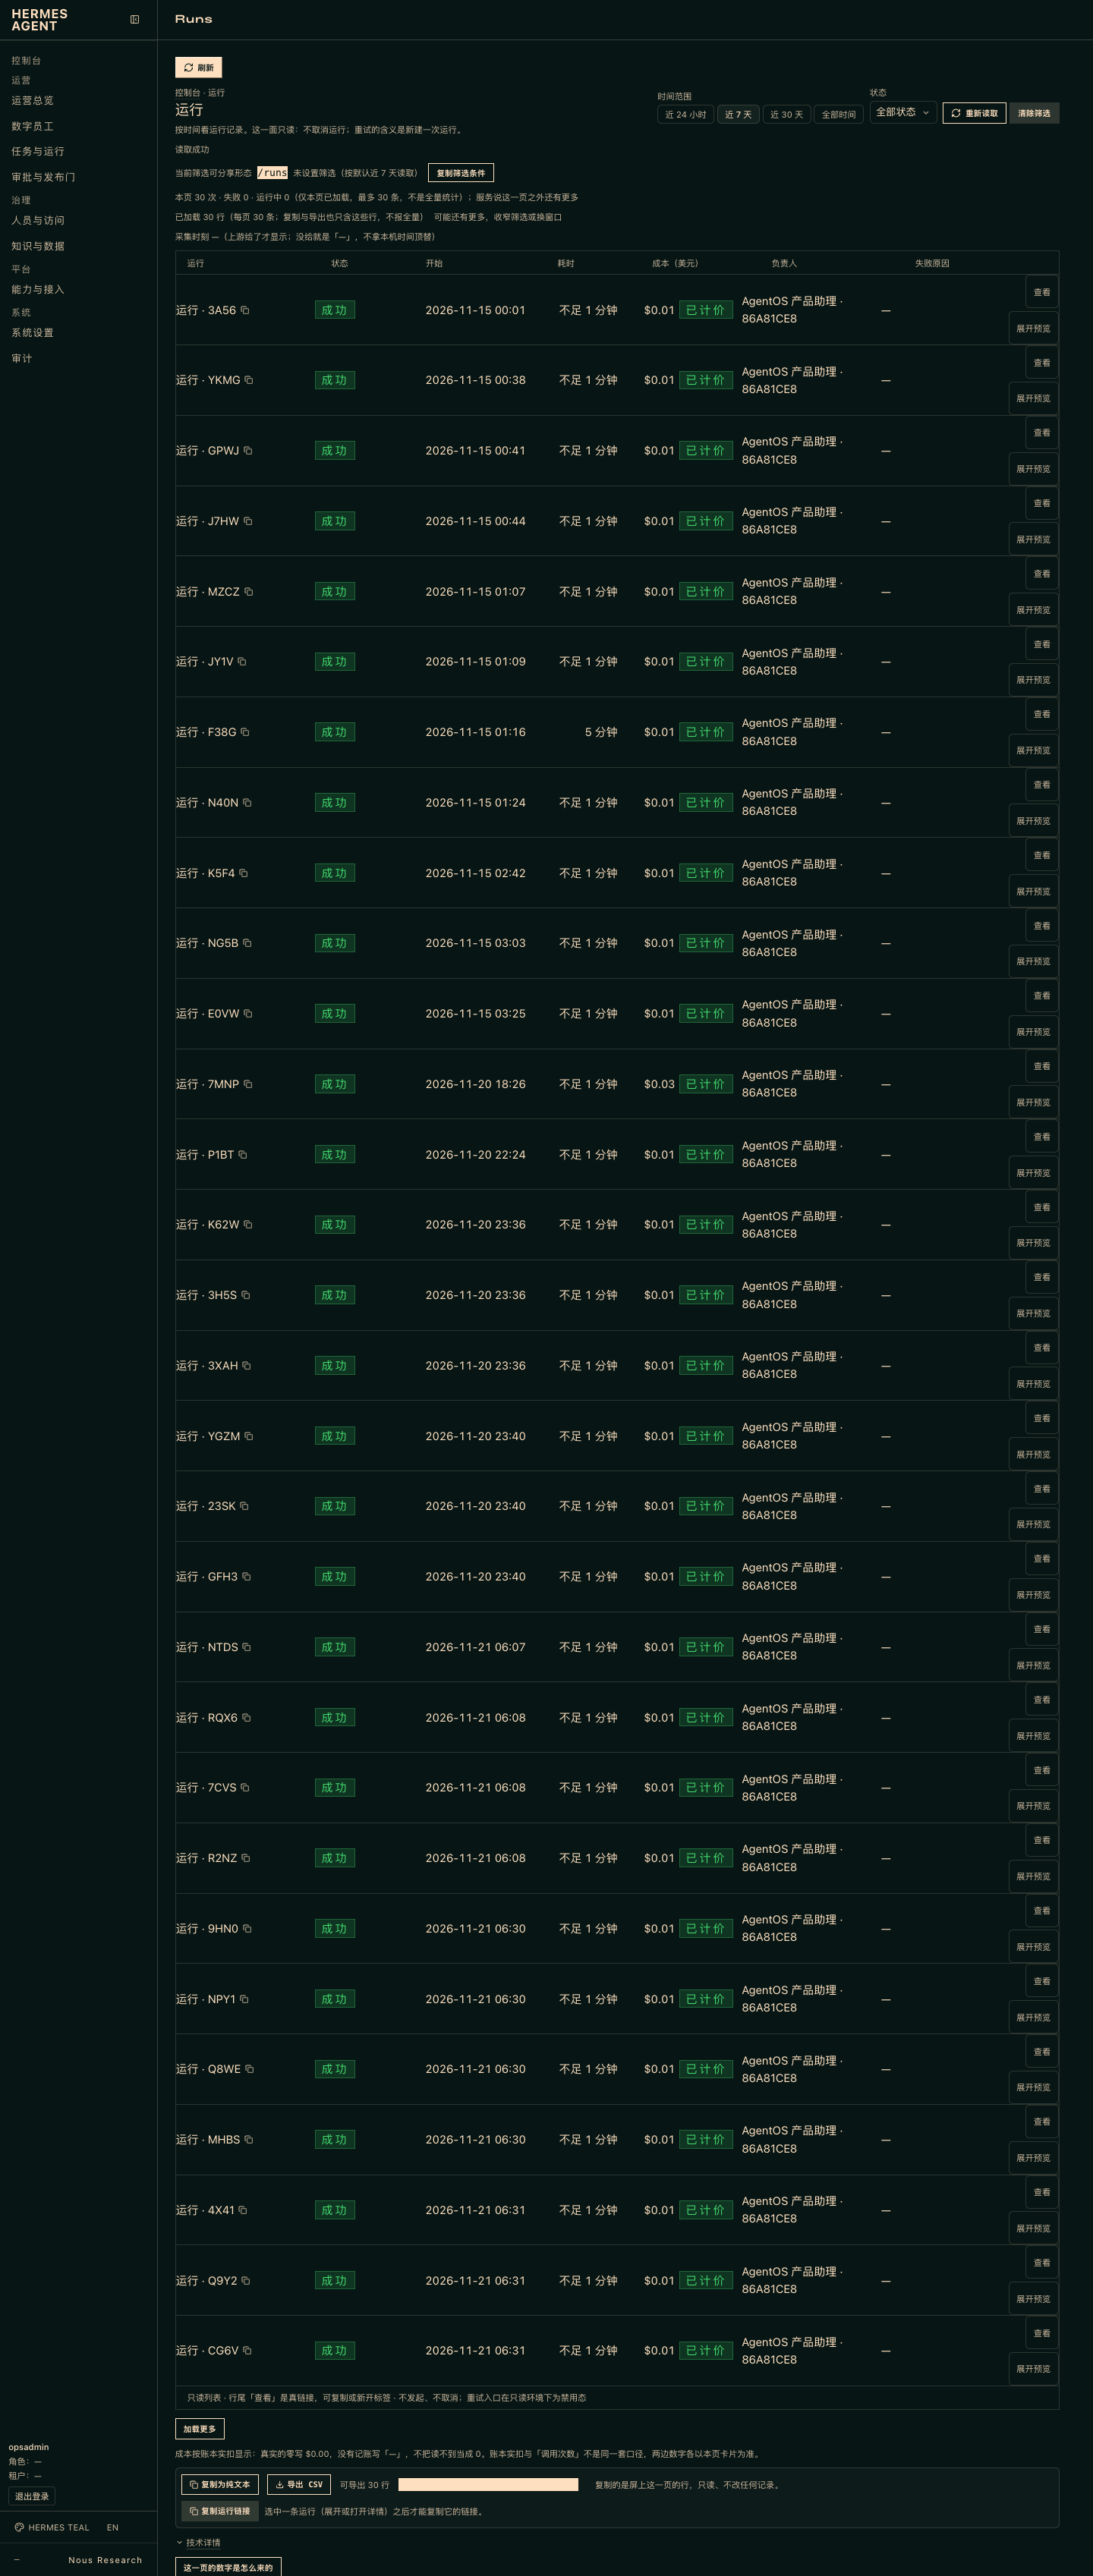 HERMES
AGENT
控制台
运营
运营总览
数字员工
任务与运行
审批与发布门
治理
人员与访问
知识与数据
平台
能力与接入
系统
系统设置
审计
opsadmin
角色：—
租户：—
退出登录
HERMES TEAL EN
— Nous Research
Runs
刷新
控制台 · 运行
运行
按时间看运行记录。这一面只读：不取消运行；重试的含义是新建一次运行。
时间范围
近 24 小时 近 7 天 近 30 天 全部时间
状态
全部状态
重新读取 清除筛选
读取成功
当前筛选可分享形态 /runs 未设置筛选（按默认近 7 天读取） 复制筛选条件
本页 30 次 · 失败 0 · 运行中 0（仅本页已加载，最多 30 条，不是全量统计）；服务说这一页之外还有更多
已加载 30 行（每页 30 条；复制与导出也只含这些行，不报全量） 可能还有更多，收窄筛选或换窗口
采集时刻 —（上游给了才显示；没给就是「—」，不拿本机时间顶替）
运行 状态 开始 耗时 成本（美元） 负责人 失败原因
运行 · 3A56 成功 2026-11-15 00:01 不足 1 分钟 $0.01 已计价 AgentOS 产品助理 · 86A81CE8 — 查看 展开预览
运行 · YKMG 成功 2026-11-15 00:38 不足 1 分钟 $0.01 已计价 AgentOS 产品助理 · 86A81CE8 — 查看 展开预览
运行 · GPWJ 成功 2026-11-15 00:41 不足 1 分钟 $0.01 已计价 AgentOS 产品助理 · 86A81CE8 — 查看 展开预览
运行 · J7HW 成功 2026-11-15 00:44 不足 1 分钟 $0.01 已计价 AgentOS 产品助理 · 86A81CE8 — 查看 展开预览
运行 · MZCZ 成功 2026-11-15 01:07 不足 1 分钟 $0.01 已计价 AgentOS 产品助理 · 86A81CE8 — 查看 展开预览
运行 · JY1V 成功 2026-11-15 01:09 不足 1 分钟 $0.01 已计价 AgentOS 产品助理 · 86A81CE8 — 查看 展开预览
运行 · F38G 成功 2026-11-15 01:16 5 分钟 $0.01 已计价 AgentOS 产品助理 · 86A81CE8 — 查看 展开预览
运行 · N40N 成功 2026-11-15 01:24 不足 1 分钟 $0.01 已计价 AgentOS 产品助理 · 86A81CE8 — 查看 展开预览
运行 · K5F4 成功 2026-11-15 02:42 不足 1 分钟 $0.01 已计价 AgentOS 产品助理 · 86A81CE8 — 查看 展开预览
运行 · NG5B 成功 2026-11-15 03:03 不足 1 分钟 $0.01 已计价 AgentOS 产品助理 · 86A81CE8 — 查看 展开预览
运行 · E0VW 成功 2026-11-15 03:25 不足 1 分钟 $0.01 已计价 AgentOS 产品助理 · 86A81CE8 — 查看 展开预览
运行 · 7MNP 成功 2026-11-20 18:26 不足 1 分钟 $0.03 已计价 AgentOS 产品助理 · 86A81CE8 — 查看 展开预览
运行 · P1BT 成功 2026-11-20 22:24 不足 1 分钟 $0.01 已计价 AgentOS 产品助理 · 86A81CE8 — 查看 展开预览
运行 · K62W 成功 2026-11-20 23:36 不足 1 分钟 $0.01 已计价 AgentOS 产品助理 · 86A81CE8 — 查看 展开预览
运行 · 3H5S 成功 2026-11-20 23:36 不足 1 分钟 $0.01 已计价 AgentOS 产品助理 · 86A81CE8 — 查看 展开预览
运行 · 3XAH 成功 2026-11-20 23:36 不足 1 分钟 $0.01 已计价 AgentOS 产品助理 · 86A81CE8 — 查看 展开预览
运行 · YGZM 成功 2026-11-20 23:40 不足 1 分钟 $0.01 已计价 AgentOS 产品助理 · 86A81CE8 — 查看 展开预览
运行 · 23SK 成功 2026-11-20 23:40 不足 1 分钟 $0.01 已计价 AgentOS 产品助理 · 86A81CE8 — 查看 展开预览
运行 · GFH3 成功 2026-11-20 23:40 不足 1 分钟 $0.01 已计价 AgentOS 产品助理 · 86A81CE8 — 查看 展开预览
运行 · NTDS 成功 2026-11-21 06:07 不足 1 分钟 $0.01 已计价 AgentOS 产品助理 · 86A81CE8 — 查看 展开预览
运行 · RQX6 成功 2026-11-21 06:08 不足 1 分钟 $0.01 已计价 AgentOS 产品助理 · 86A81CE8 — 查看 展开预览
运行 · 7CVS 成功 2026-11-21 06:08 不足 1 分钟 $0.01 已计价 AgentOS 产品助理 · 86A81CE8 — 查看 展开预览
运行 · R2NZ 成功 2026-11-21 06:08 不足 1 分钟 $0.01 已计价 AgentOS 产品助理 · 86A81CE8 — 查看 展开预览
运行 · 9HN0 成功 2026-11-21 06:30 不足 1 分钟 $0.01 已计价 AgentOS 产品助理 · 86A81CE8 — 查看 展开预览
运行 · NPY1 成功 2026-11-21 06:30 不足 1 分钟 $0.01 已计价 AgentOS 产品助理 · 86A81CE8 — 查看 展开预览
运行 · Q8WE 成功 2026-11-21 06:30 不足 1 分钟 $0.01 已计价 AgentOS 产品助理 · 86A81CE8 — 查看 展开预览
运行 · MHBS 成功 2026-11-21 06:30 不足 1 分钟 $0.01 已计价 AgentOS 产品助理 · 86A81CE8 — 查看 展开预览
运行 · 4X41 成功 2026-11-21 06:31 不足 1 分钟 $0.01 已计价 AgentOS 产品助理 · 86A81CE8 — 查看 展开预览
运行 · Q9Y2 成功 2026-11-21 06:31 不足 1 分钟 $0.01 已计价 AgentOS 产品助理 · 86A81CE8 — 查看 展开预览
运行 · CG6V 成功 2026-11-21 06:31 不足 1 分钟 $0.01 已计价 AgentOS 产品助理 · 86A81CE8 — 查看 展开预览
只读列表 · 行尾「查看」是真链接，可复制或新开标签 · 不发起、不取消；重试入口在只读环境下为禁用态
加载更多
成本按账本实扣显示：真实的零写 $0.00，没有记账写「—」，不把读不到当成 0。账本实扣与「调用次数」不是同一套口径，两边数字各以本页卡片为准。
复制为纯文本 导出 CSV 可导出 30 行 复制的是屏上这一页的行，只读、不改任何记录。
复制运行链接 选中一条运行（展开或打开详情）之后才能复制它的链接。
技术详情
这一页的数字是怎么来的